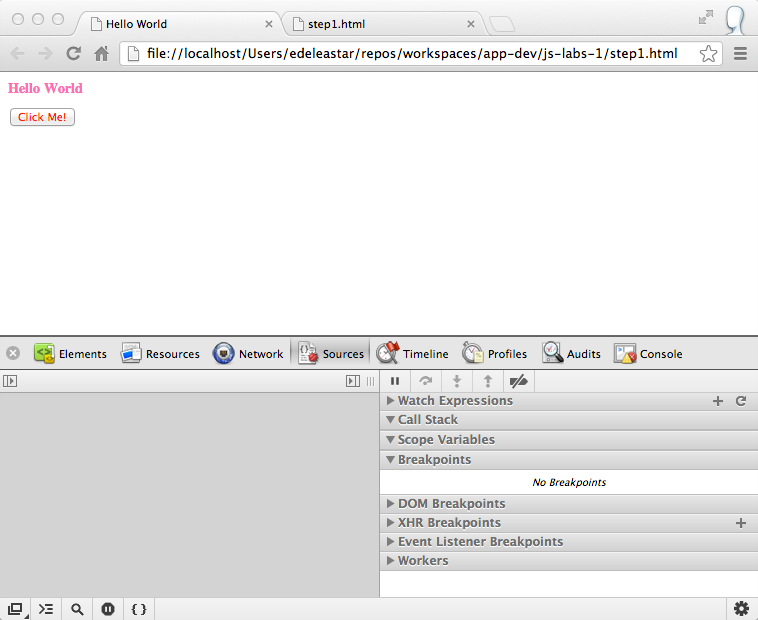 Hello World step1.html
file://localhost/Users/edeleastar/repos/workspaces/app-dev/js-labs-1/step1.html
Hello World
Click Me!
Elements Resources Network Sources Timeline Profiles Audits Console
Watch Expressions
Call Stack
Scope Variables
Breakpoints
No Breakpoints
DOM Breakpoints
XHR Breakpoints
Event Listener Breakpoints
Workers